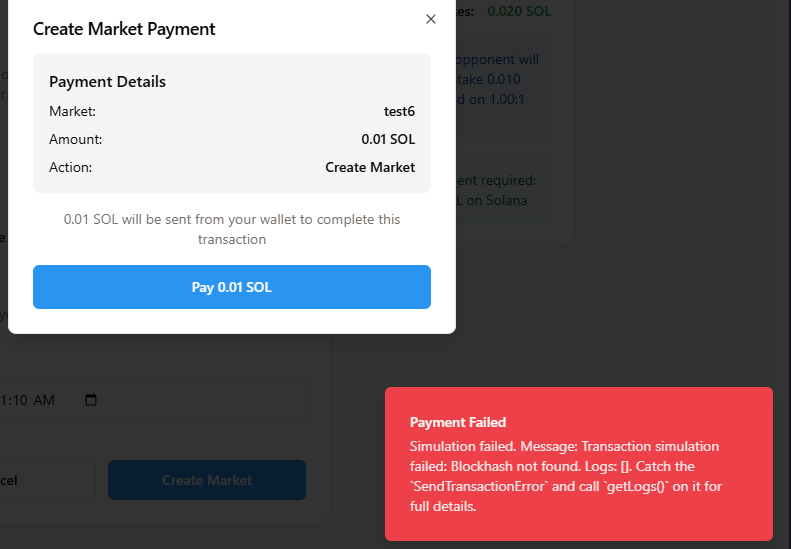 Create Market Payment
Payment Details
Market: test6
Amount: 0.01 SOL
Action: Create Market
0.01 SOL will be sent from your wallet to complete this
transaction
Pay 0.01 SOL
es: 0.020 SOL
opponent will
take 0.010
d on 1.00:1
ent required:
L on Solana
1:10 AM
cel
Create Market
Payment Failed
Simulation failed. Message: Transaction simulation
failed: Blockhash not found. Logs: []. Catch the
`SendTransactionError` and call `getLogs()` on it for
full details.